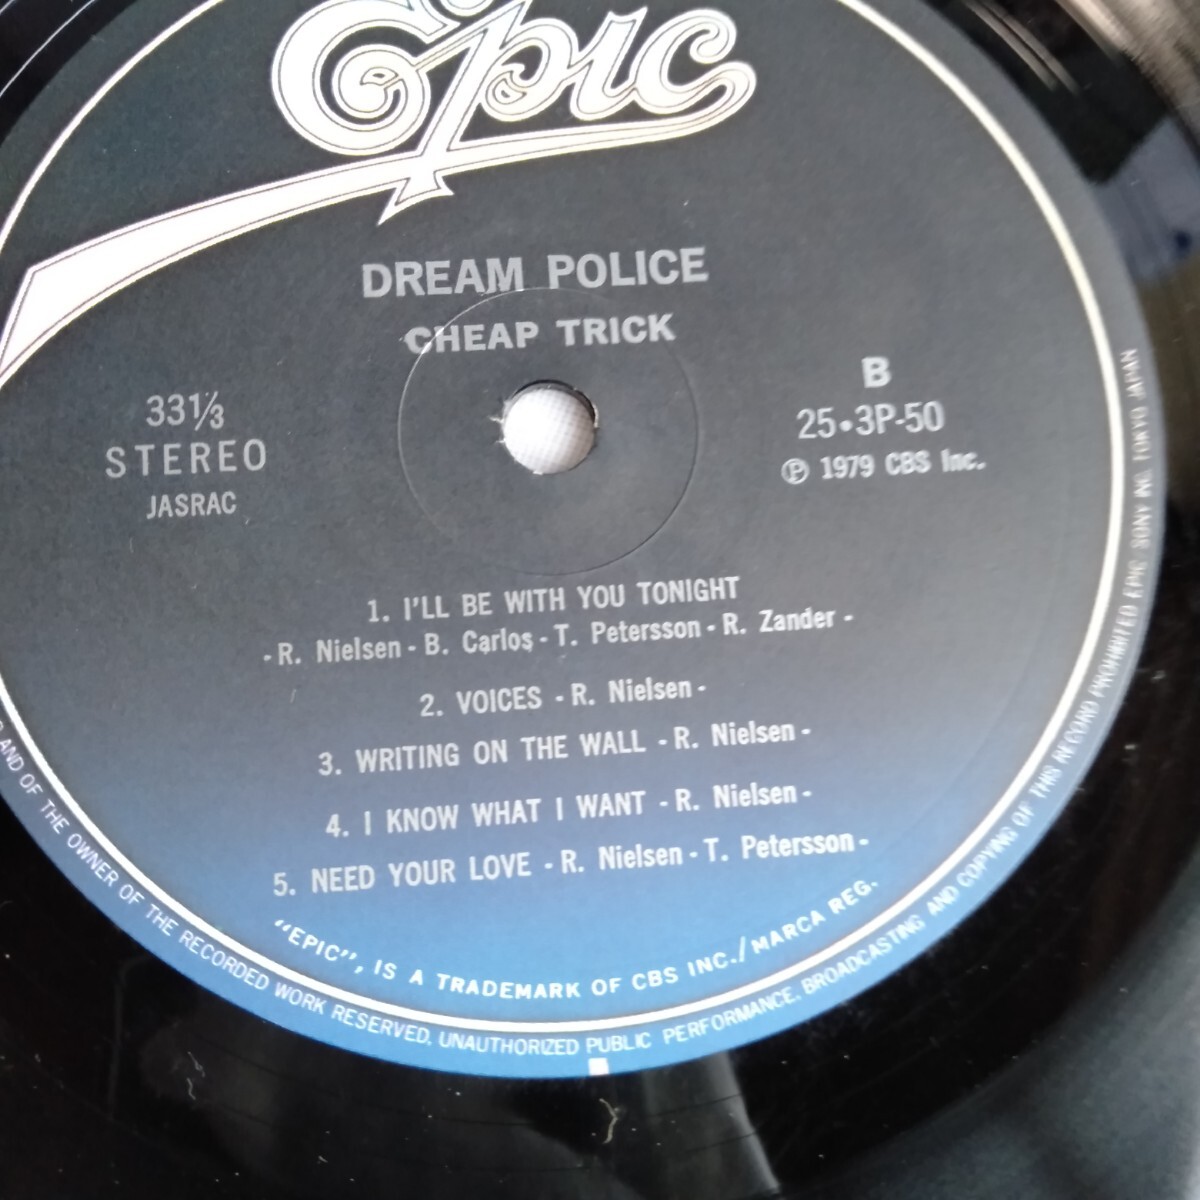 Epic
DREAM POLICE
CHEAP TRICK
33 1/3
STEREO
JASRAC
B
25•3P-50
Ⓟ 1979 CBS Inc.
1. I'LL BE WITH YOU TONIGHT
-R. Nielsen - B. Carlos - T. Petersson - R. Zander -
2. VOICES - R. Nielsen -
3. WRITING ON THE WALL - R. Nielsen -
4. I KNOW WHAT I WANT - R. Nielsen -
5. NEED YOUR LOVE - R. Nielsen - T. Petersson -
"EPIC", IS A TRADEMARK OF CBS INC./MARCA REG.
AND OF THE OWNER OF THE RECORDED WORK RESERVED. UNAUTHORIZED PUBLIC PERFORMANCE, BROADCASTING AND COPYING OF THIS RECORD PROHIBITED EPIC SONY INC. TOKYO JAPAN